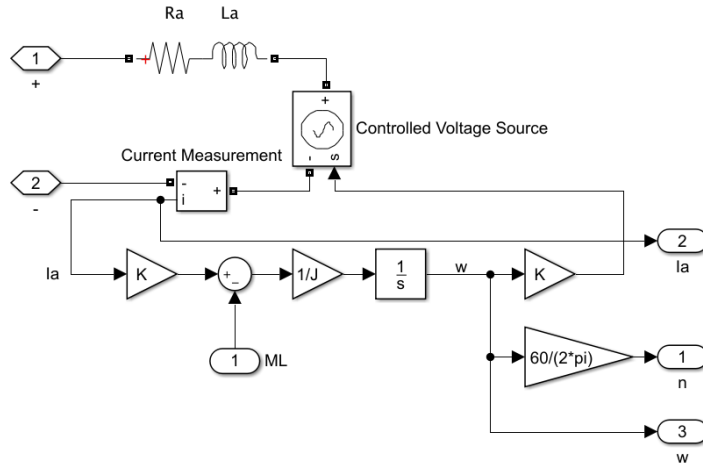 Ra La
1
+
+
Controlled Voltage Source
- s
Current Measurement
2
-
-
+
i
2
Ia
Ia
K
+
-
1/J
1
s
w
K
1 ML
60/(2*pi)
1
n
3
w